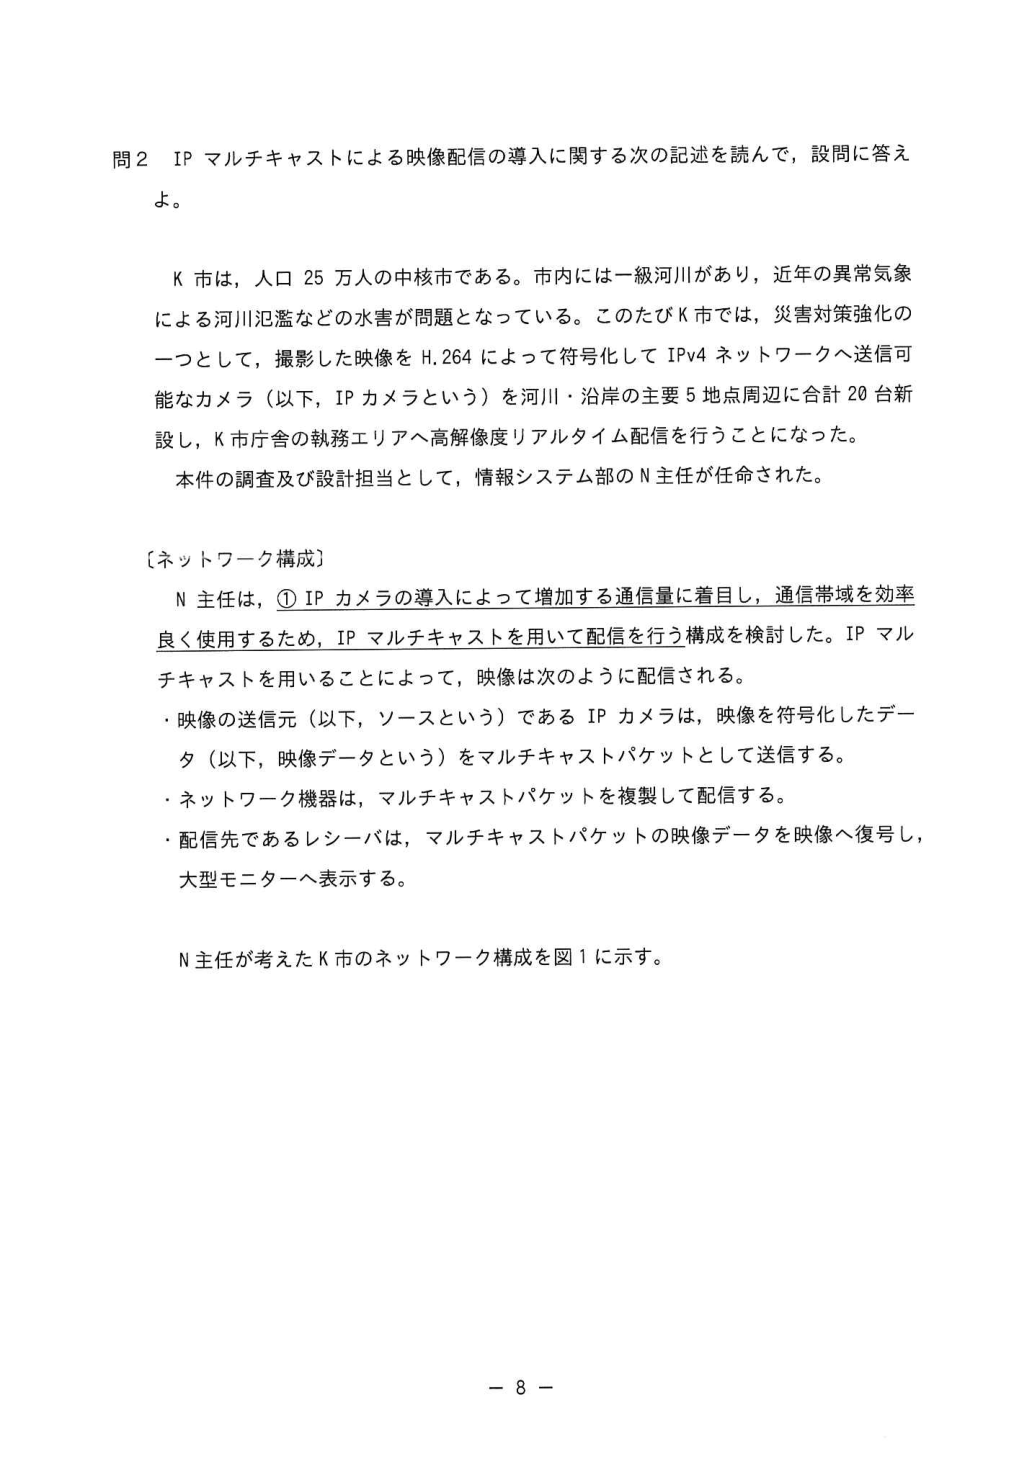 問2 IP マルチキャストによる映像配信の導入に関する次の記述を読んで，設問に答え
よ。
K 市は，人口 25 万人の中核市である。市内には一級河川があり，近年の異常気象
による河川氾濫などの水害が問題となっている。このたび K 市では，災害対策強化の
一つとして，撮影した映像を H.264 によって符号化して IPv4 ネットワークへ送信可
能なカメラ（以下，IP カメラという）を河川・沿岸の主要 5 地点周辺に合計 20 台新
設し，K 市庁舎の執務エリアへ高解像度リアルタイム配信を行うことになった。
本件の調査及び設計担当として，情報システム部の N 主任が任命された。
〔ネットワーク構成〕
N 主任は，① IP カメラの導入によって増加する通信量に着目し，通信帯域を効率
良く使用するため，IP マルチキャストを用いて配信を行う構成を検討した。IP マル
チキャストを用いることによって，映像は次のように配信される。
・映像の送信元（以下，ソースという）である IP カメラは，映像を符号化したデー
タ（以下，映像データという）をマルチキャストパケットとして送信する。
・ネットワーク機器は，マルチキャストパケットを複製して配信する。
・配信先であるレシーバは，マルチキャストパケットの映像データを映像へ復号し，
大型モニターへ表示する。
N 主任が考えた K 市のネットワーク構成を図 1 に示す。
－ 8 －